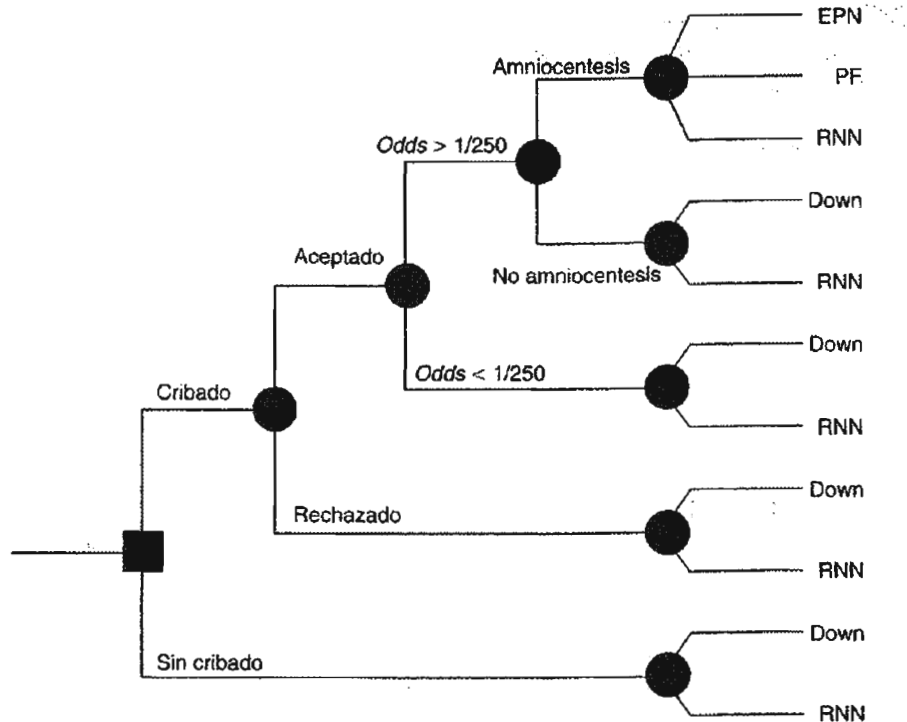 EPN
Amniocentesis
PF
RNN
Odds > 1/250
Down
Aceptado
No amniocentesis
RNN
Down
Odds < 1/250
Cribado
RNN
Down
Rechazado
RNN
Down
Sin cribado
RNN